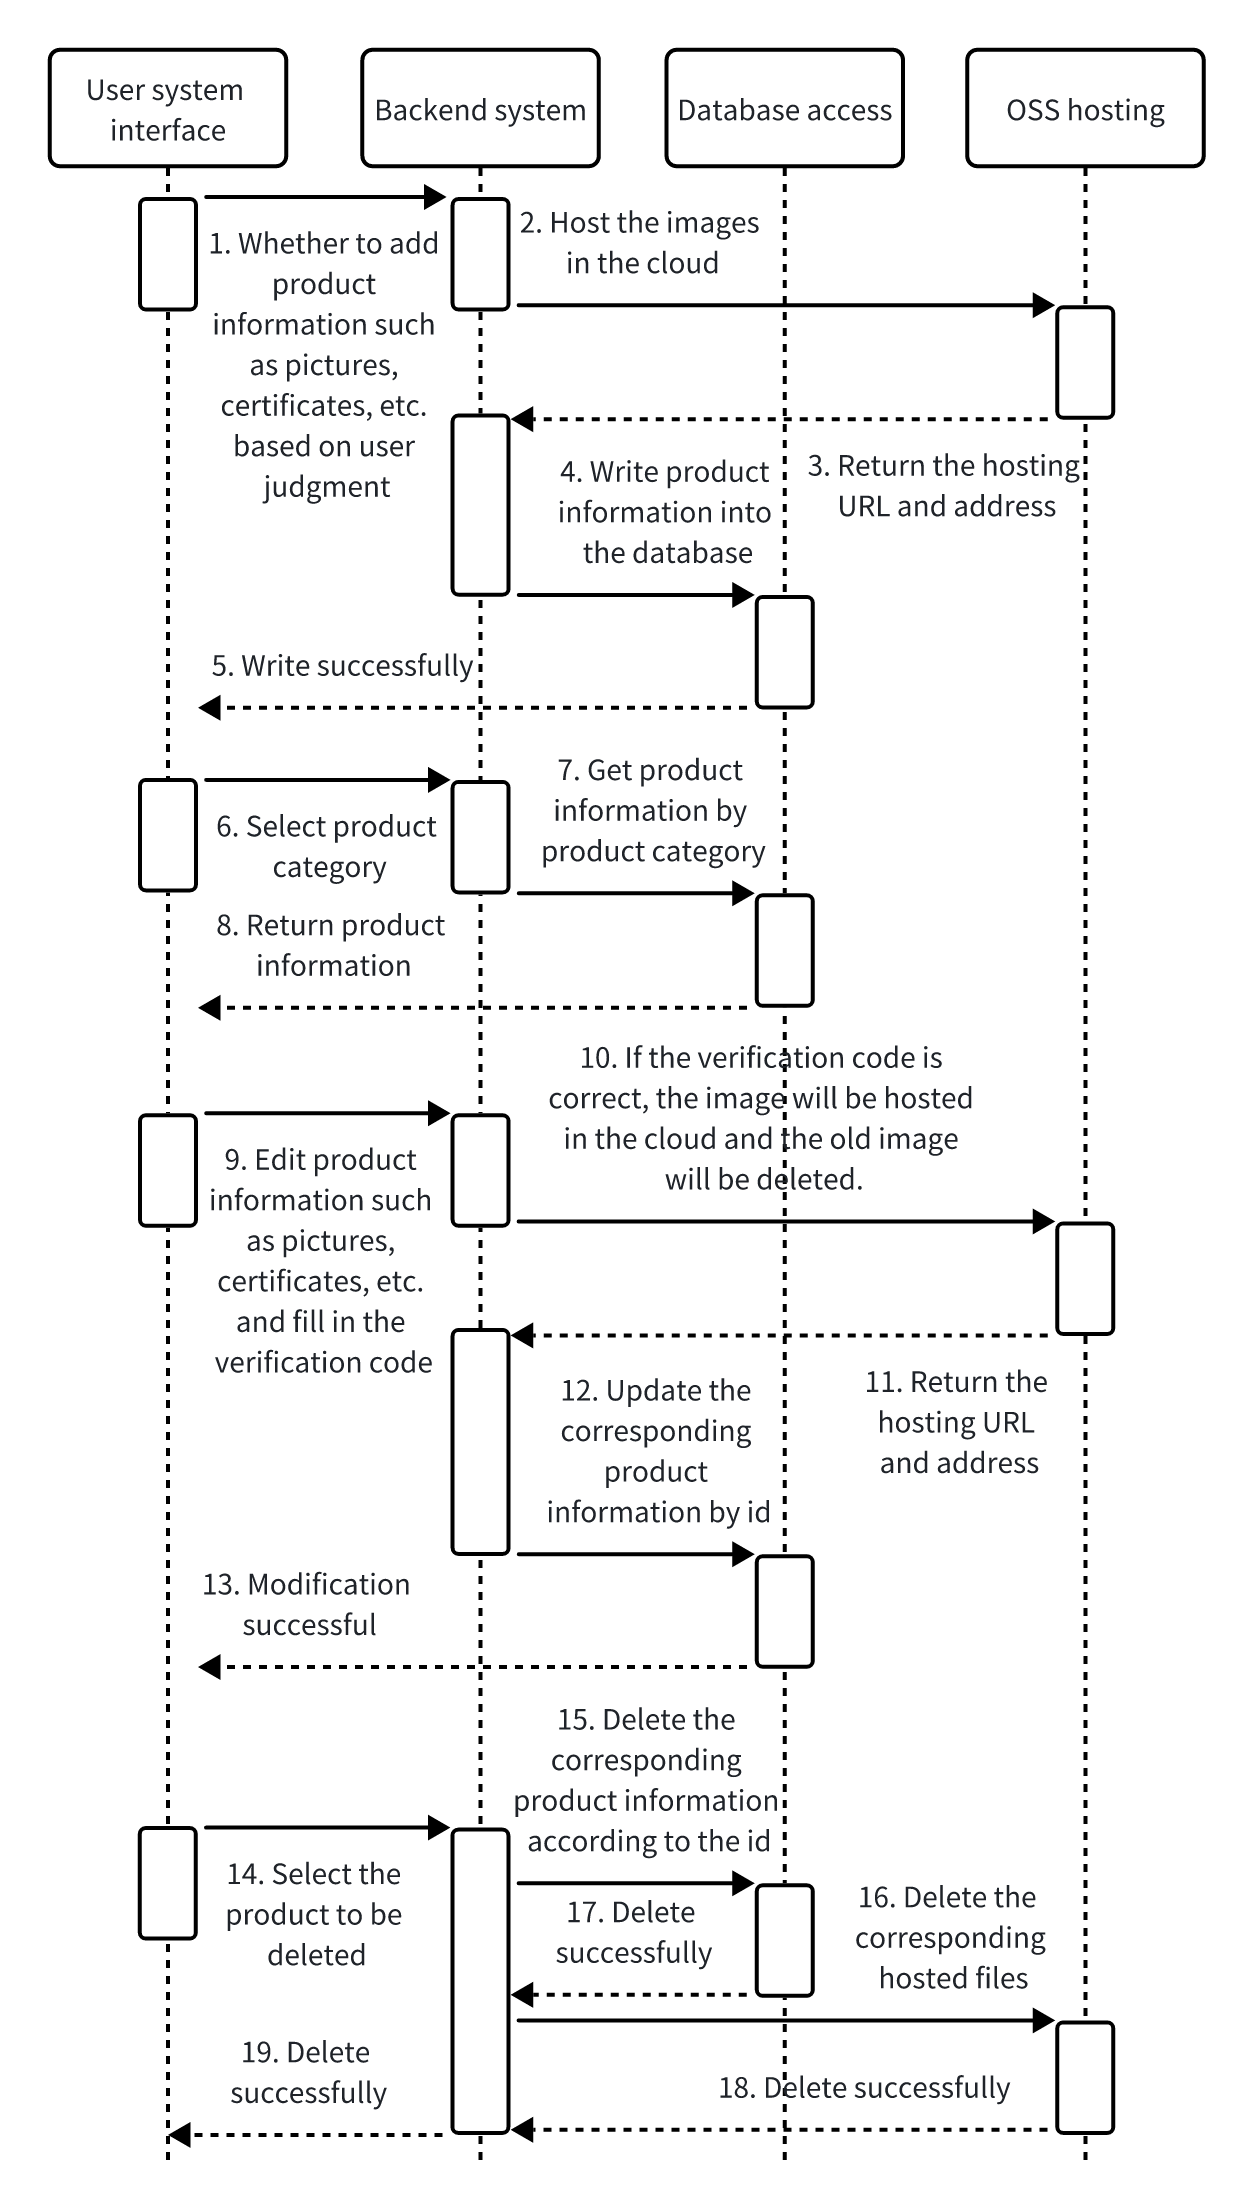 User system
interface
Backend system
Database access
OSS hosting
1. Whether to add
product
information such
as pictures,
certificates, etc.
based on user
judgment
2. Host the images
in the cloud
3. Return the hosting
URL and address
4. Write product
information into
the database
5. Write successfully
6. Select product
category
7. Get product
information by
product category
8. Return product
information
9. Edit product
information such
as pictures,
certificates, etc.
and fill in the
verification code
10. If the verification code is
correct, the image will be hosted
in the cloud and the old image
will be deleted.
11. Return the
hosting URL
and address
12. Update the
corresponding
product
information by id
13. Modification
successful
14. Select the
product to be
deleted
15. Delete the
corresponding
product information
according to the id
16. Delete the
corresponding
hosted files
17. Delete
successfully
18. Delete successfully
19. Delete
successfully